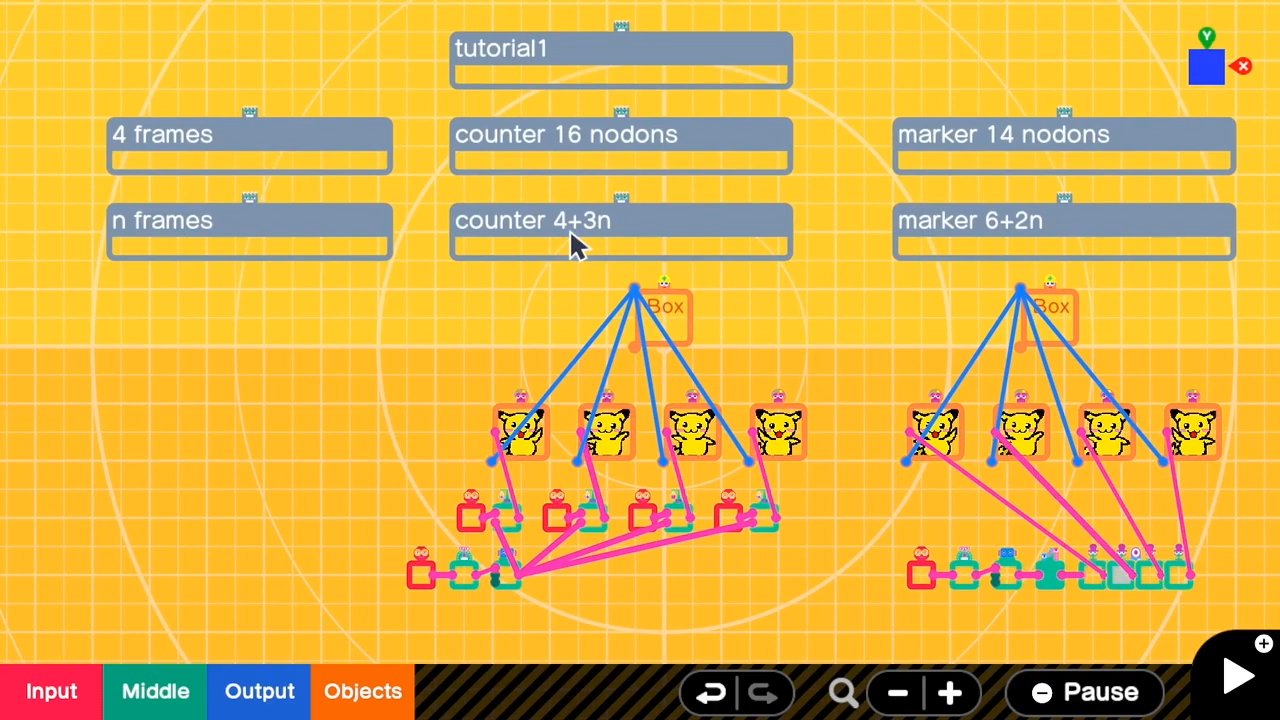 tutorial1
Y
X
4 frames
counter 16 nodons
marker 14 nodons
n frames
counter 4+3n
marker 6+2n
Box
Box
Input
Middle
Output
Objects
Pause